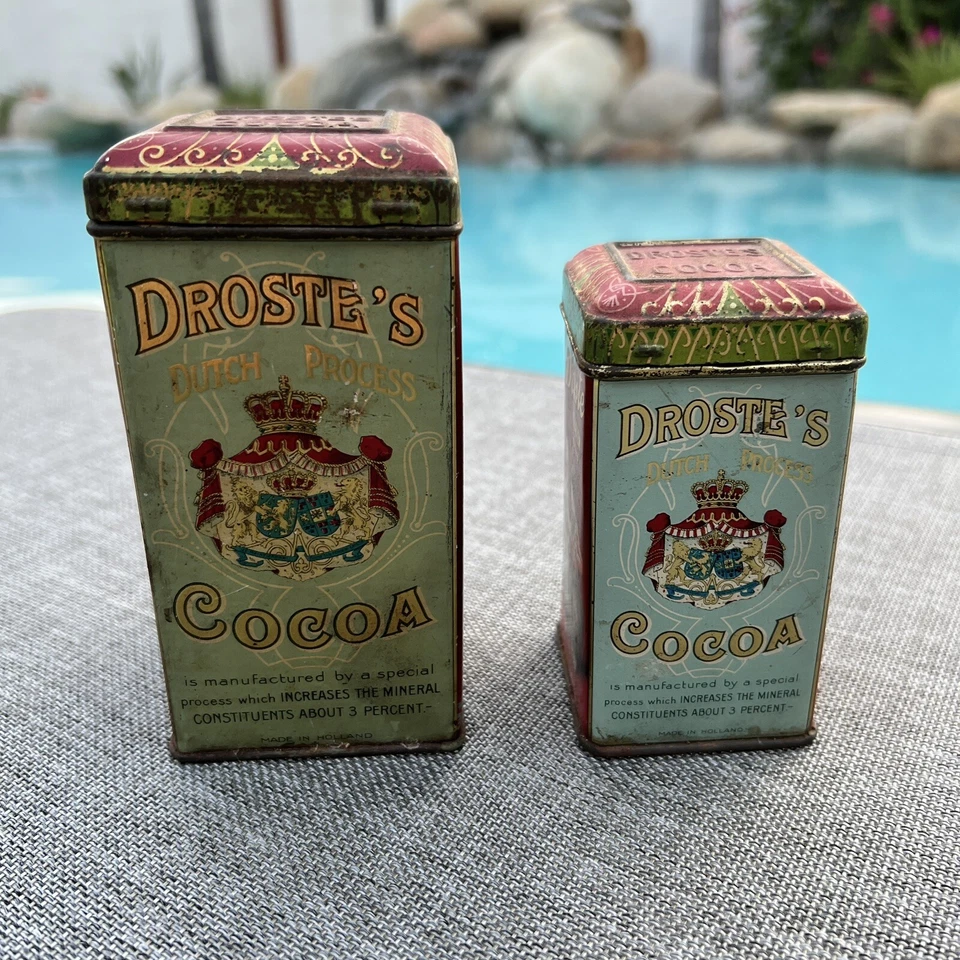 DROSTE'S
DUTCH PROCESS
COCOA
is manufactured by a special
process which INCREASES THE MINERAL
CONSTITUENTS ABOUT 3 PERCENT.-
MADE IN HOLLAND
DROSTE'S
COCOA
DROSTE'S
DUTCH PROCESS
COCOA
is manufactured by a special
process which INCREASES THE MINERAL
CONSTITUENTS ABOUT 3 PERCENT.-
MADE IN HOLLAND